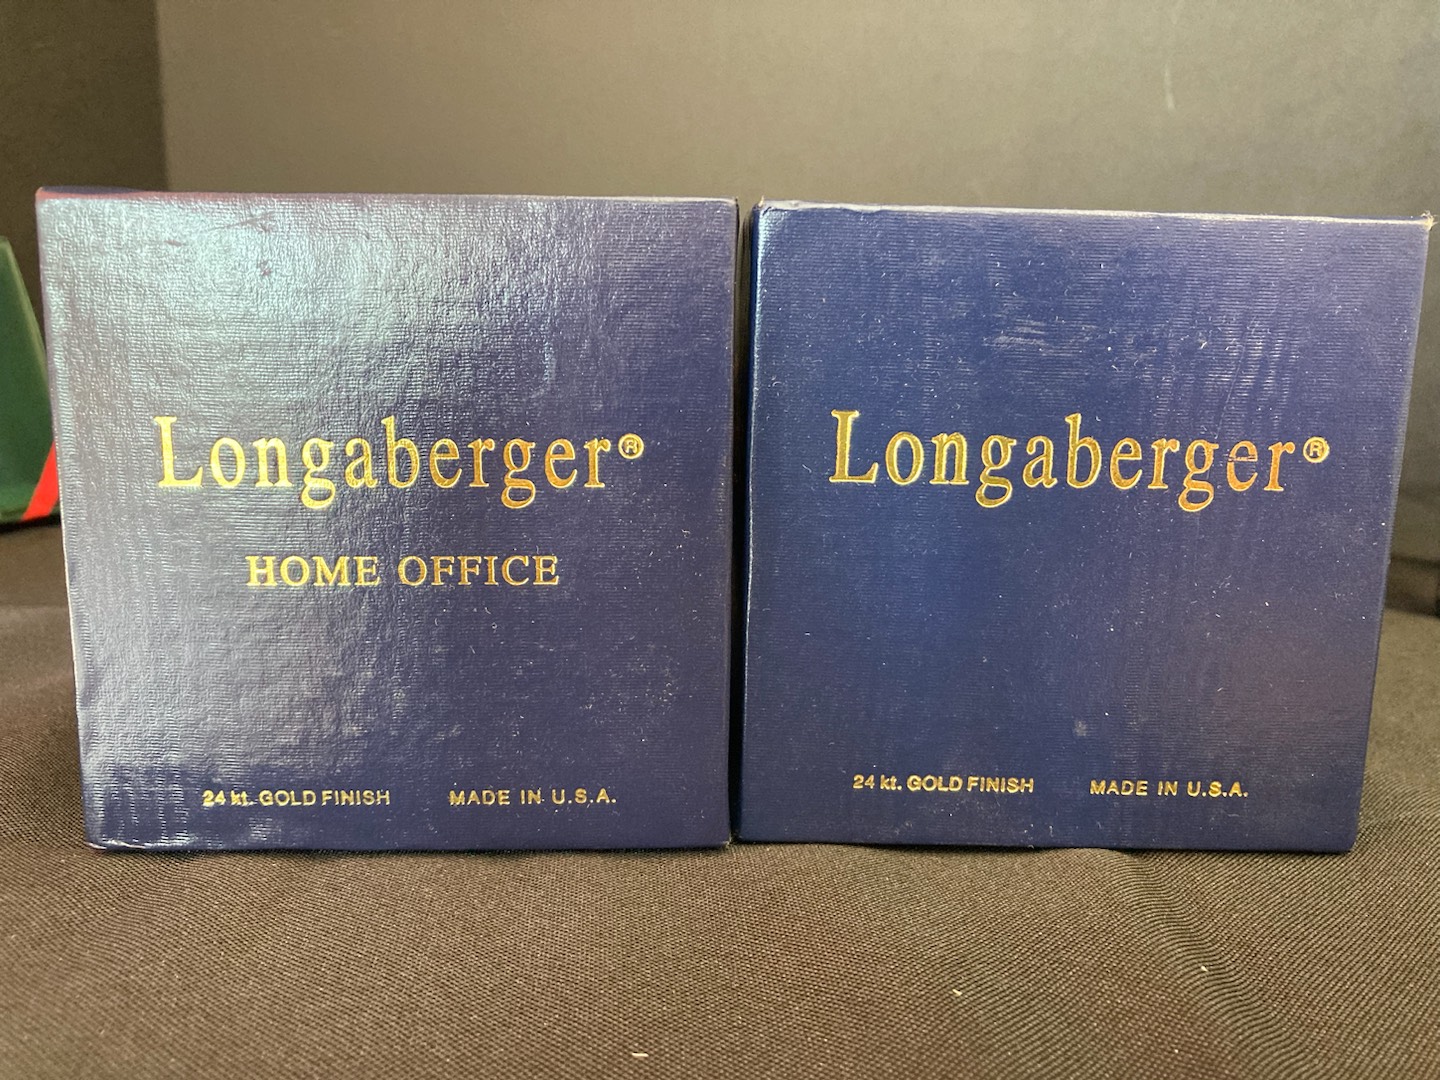 Longaberger®
HOME OFFICE
24 kt. GOLD FINISH MADE IN U.S.A.
Longaberger®
24 kt. GOLD FINISH MADE IN U.S.A.